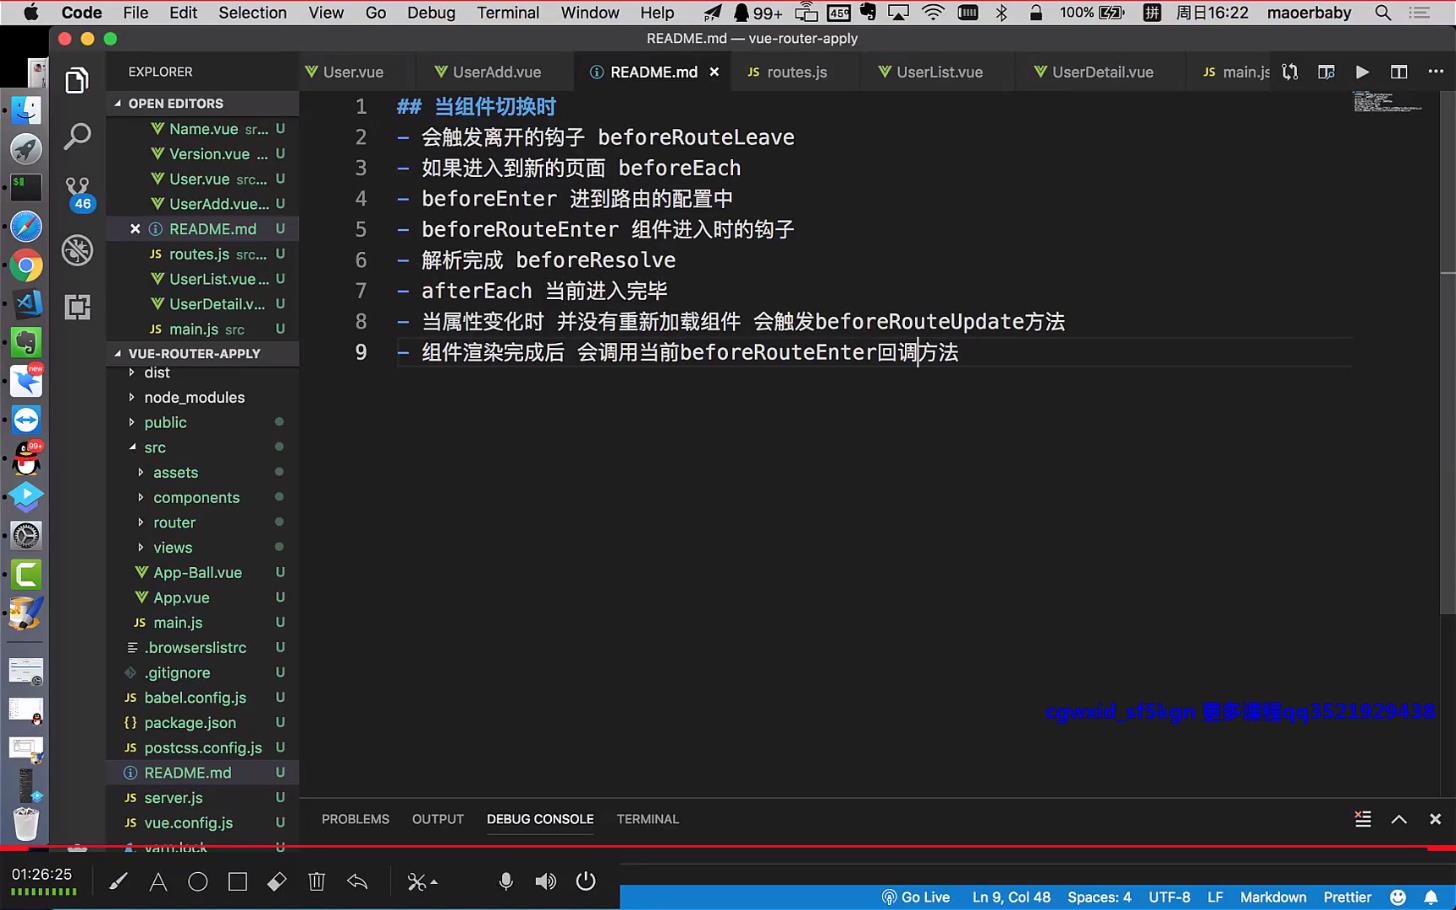 Code File Edit Selection View Go Debug Terminal Window Help 99+ 45° 100% 拼 周日16:22 maoerbaby
README.md — vue-router-apply
EXPLORER
User.vue UserAdd.vue README.md × JS routes.js UserList.vue UserDetail.vue JS main.js
OPEN EDITORS
Name.vue sr... U
Version.vue ... U
User.vue src... U
UserAdd.vue... U
README.md U
JS routes.js src... U
UserList.vue ... U
UserDetail.v... U
JS main.js src U
VUE-ROUTER-APPLY
dist
node_modules
public
src
assets
components
router
views
App-Ball.vue U
App.vue U
JS main.js U
.browserslistrc U
.gitignore U
JS babel.config.js U
{} package.json U
JS postcss.config.js U
README.md U
JS server.js U
JS vue.config.js U
yarn.lock U
46
new
99+
1 ## 当组件切换时
2 - 会触发离开的钩子 beforeRouteLeave
3 - 如果进入到新的页面 beforeEach
4 - beforeEnter 进到路由的配置中
5 - beforeRouteEnter 组件进入时的钩子
6 - 解析完成 beforeResolve
7 - afterEach 当前进入完毕
8 - 当属性变化时 并没有重新加载组件 会触发beforeRouteUpdate方法
9 - 组件渲染完成后 会调用当前beforeRouteEnter回调方法
cgwxid_sf5kgn 更多课程qq3521929438
PROBLEMS OUTPUT DEBUG CONSOLE TERMINAL
01:26:25
Go Live Ln 9, Col 48 Spaces: 4 UTF-8 LF Markdown Prettier